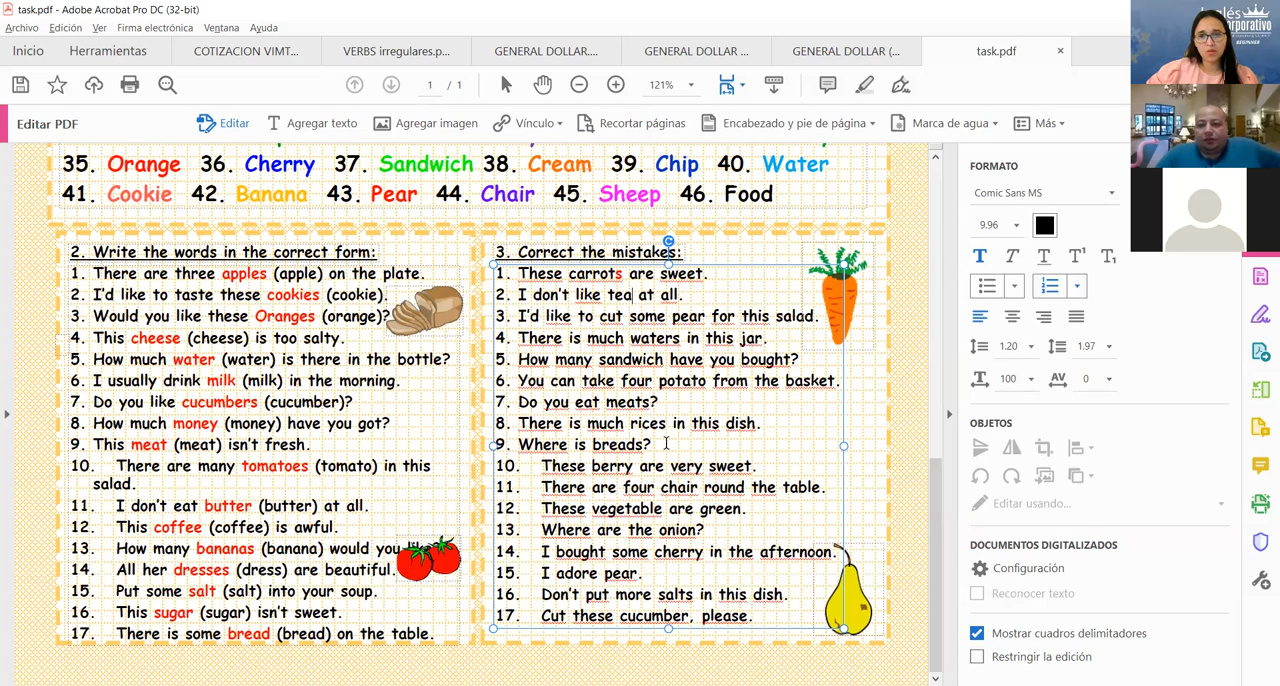 task.pdf - Adobe Acrobat Pro DC (32-bit)
Archivo Edición Ver Firma electrónica Ventana Ayuda
Inicio Herramientas COTIZACION VIMT... VERBS irregulares.p... GENERAL DOLLAR.... GENERAL DOLLAR ... GENERAL DOLLAR (... task.pdf ×
1 / 1 121%
Editar PDF Editar Agregar texto Agregar imagen Vínculo Recortar páginas Encabezado y pie de página Marca de agua Más
35. Orange 36. Cherry 37. Sandwich 38. Cream 39. Chip 40. Water
41. Cookie 42. Banana 43. Pear 44. Chair 45. Sheep 46. Food
2. Write the words in the correct form:
1. There are three apples (apple) on the plate.
2. I'd like to taste these cookies (cookie).
3. Would you like these Oranges (orange)?
4. This cheese (cheese) is too salty.
5. How much water (water) is there in the bottle?
6. I usually drink milk (milk) in the morning.
7. Do you like cucumbers (cucumber)?
8. How much money (money) have you got?
9. This meat (meat) isn't fresh.
10. There are many tomatoes (tomato) in this
salad.
11. I don't eat butter (butter) at all.
12. This coffee (coffee) is awful.
13. How many bananas (banana) would you
14. All her dresses (dress) are beautiful.
15. Put some salt (salt) into your soup.
16. This sugar (sugar) isn't sweet.
17. There is some bread (bread) on the table.
3. Correct the mistakes:
1. These carrots are sweet.
2. I don't like tea at all.
3. I'd like to cut some pear for this salad.
4. There is much waters in this jar.
5. How many sandwich have you bought?
6. You can take four potato from the basket.
7. Do you eat meats?
8. There is much rices in this dish.
9. Where is breads?
10. These berry are very sweet.
11. There are four chair round the table.
12. These vegetable are green.
13. Where are the onion?
14. I bought some cherry in the afternoon.
15. I adore pear.
16. Don't put more salts in this dish.
17. Cut these cucumber, please.
FORMATO
Comic Sans MS
9.96
T T T T¹ T₁
1.20 1.97
100 AV 0
OBJETOS
Editar usando...
DOCUMENTOS DIGITALIZADOS
Configuración
Reconocer texto
Mostrar cuadros delimitadores
Restringir la edición
BEGINNER